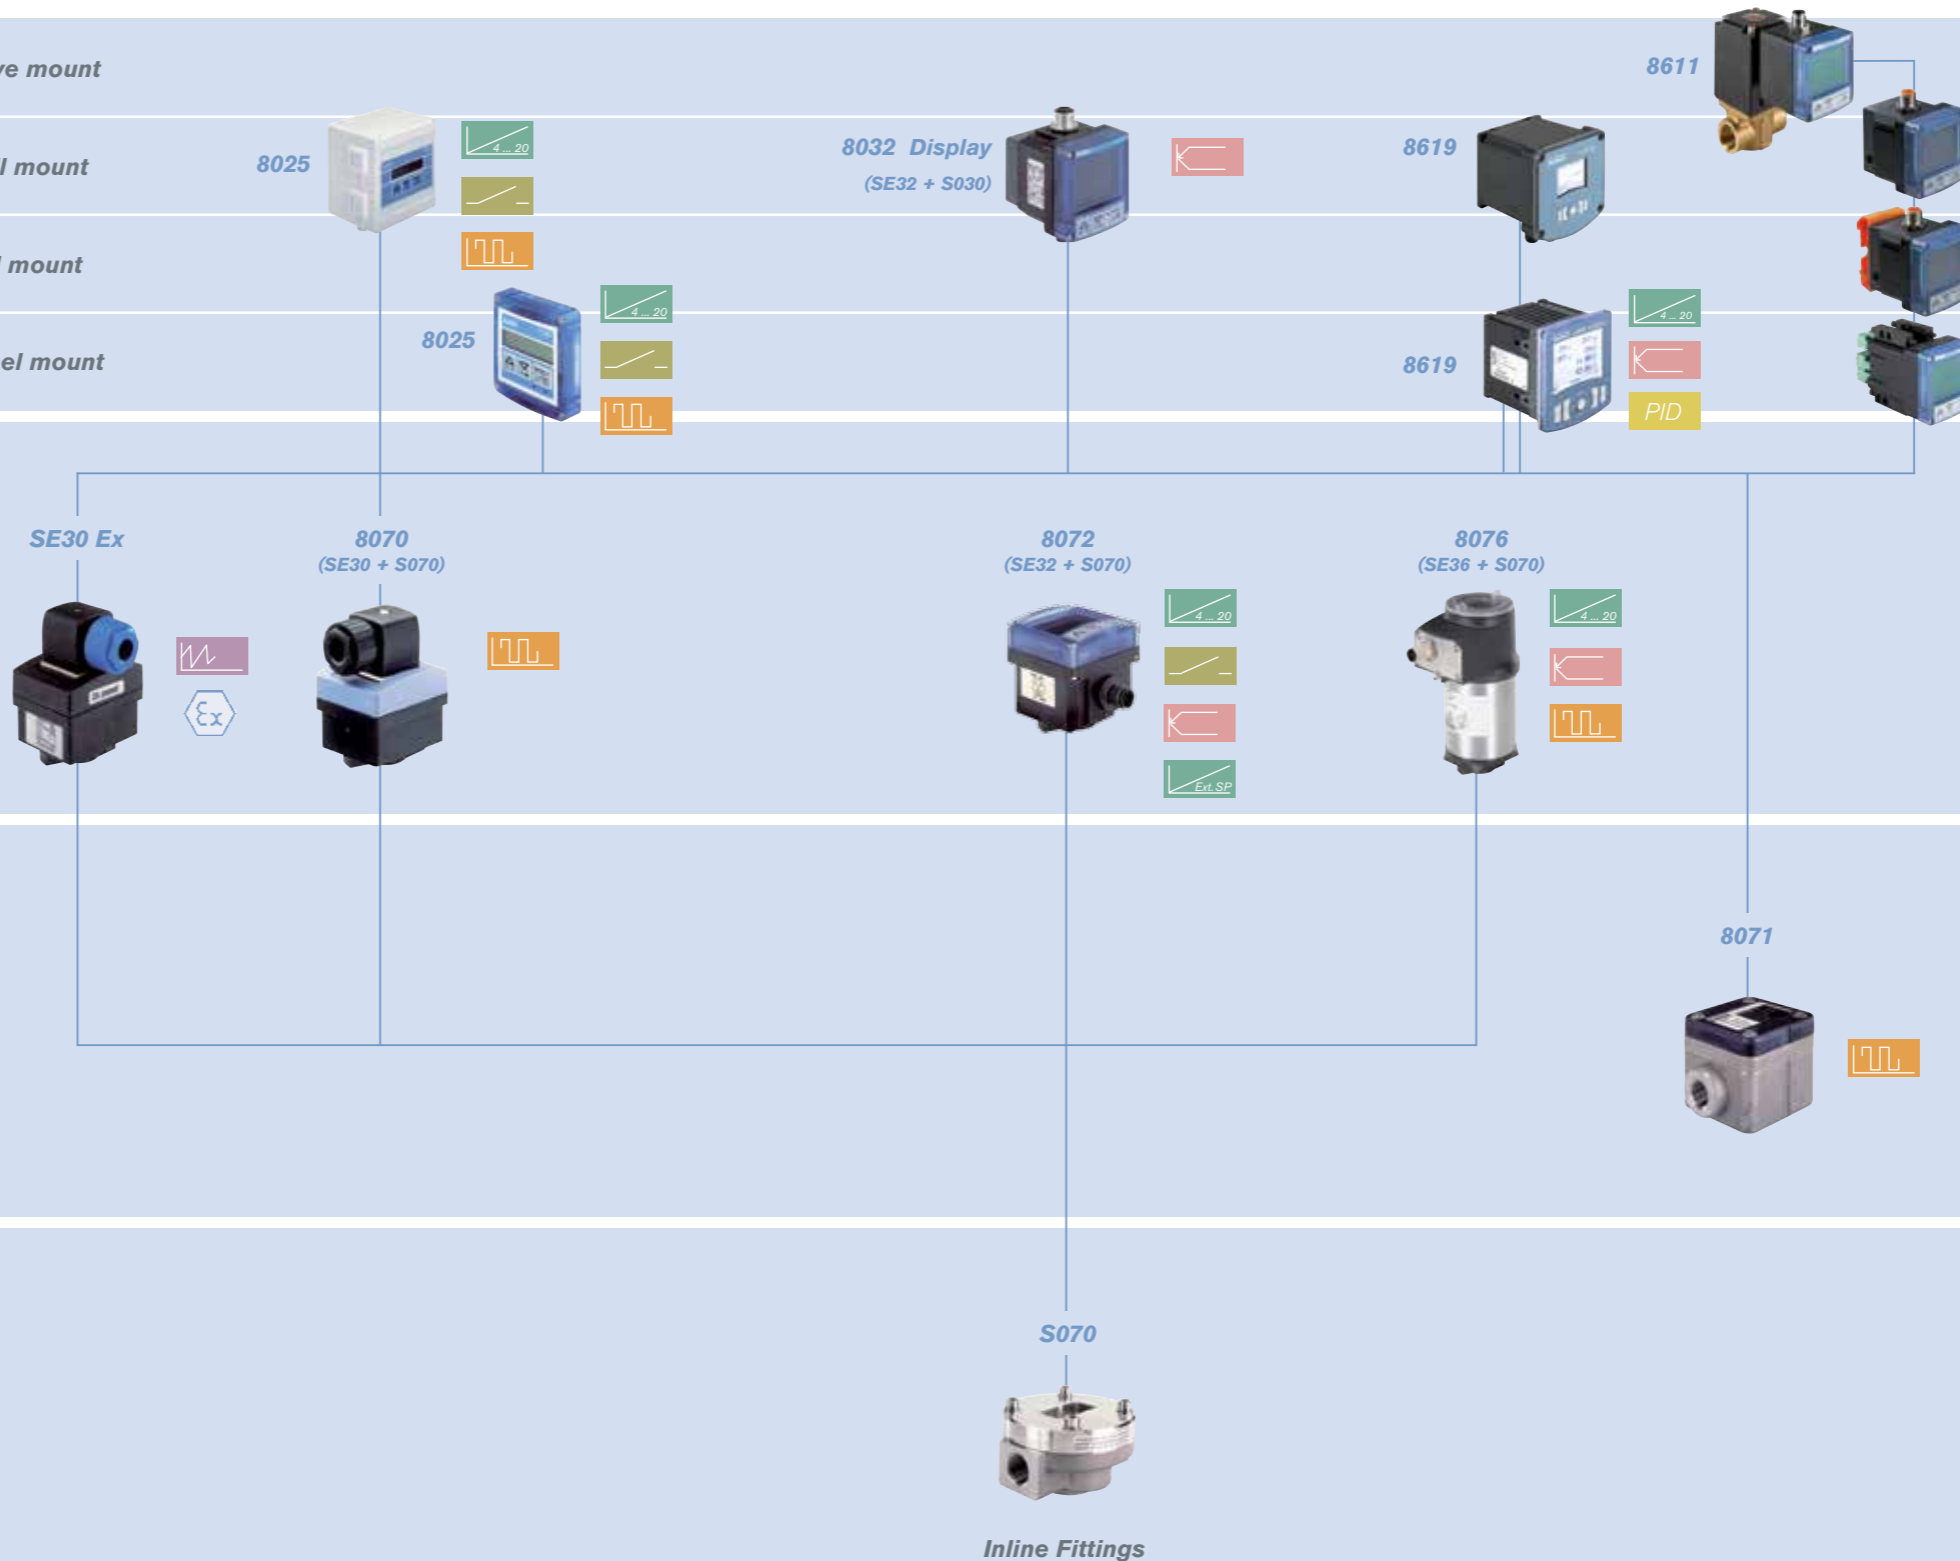 ve mount
8611
8025
4 ... 20
8032 Display
(SE32 + S030)
8619
l mount
mount
8025
4 ... 20
8619
4 ... 20
PID
el mount
SE30 Ex
8070
(SE30 + S070)
8072
(SE32 + S070)
8076
(SE36 + S070)
4 ... 20
4 ... 20
Ex
Ext. SP
8071
S070
Inline Fittings